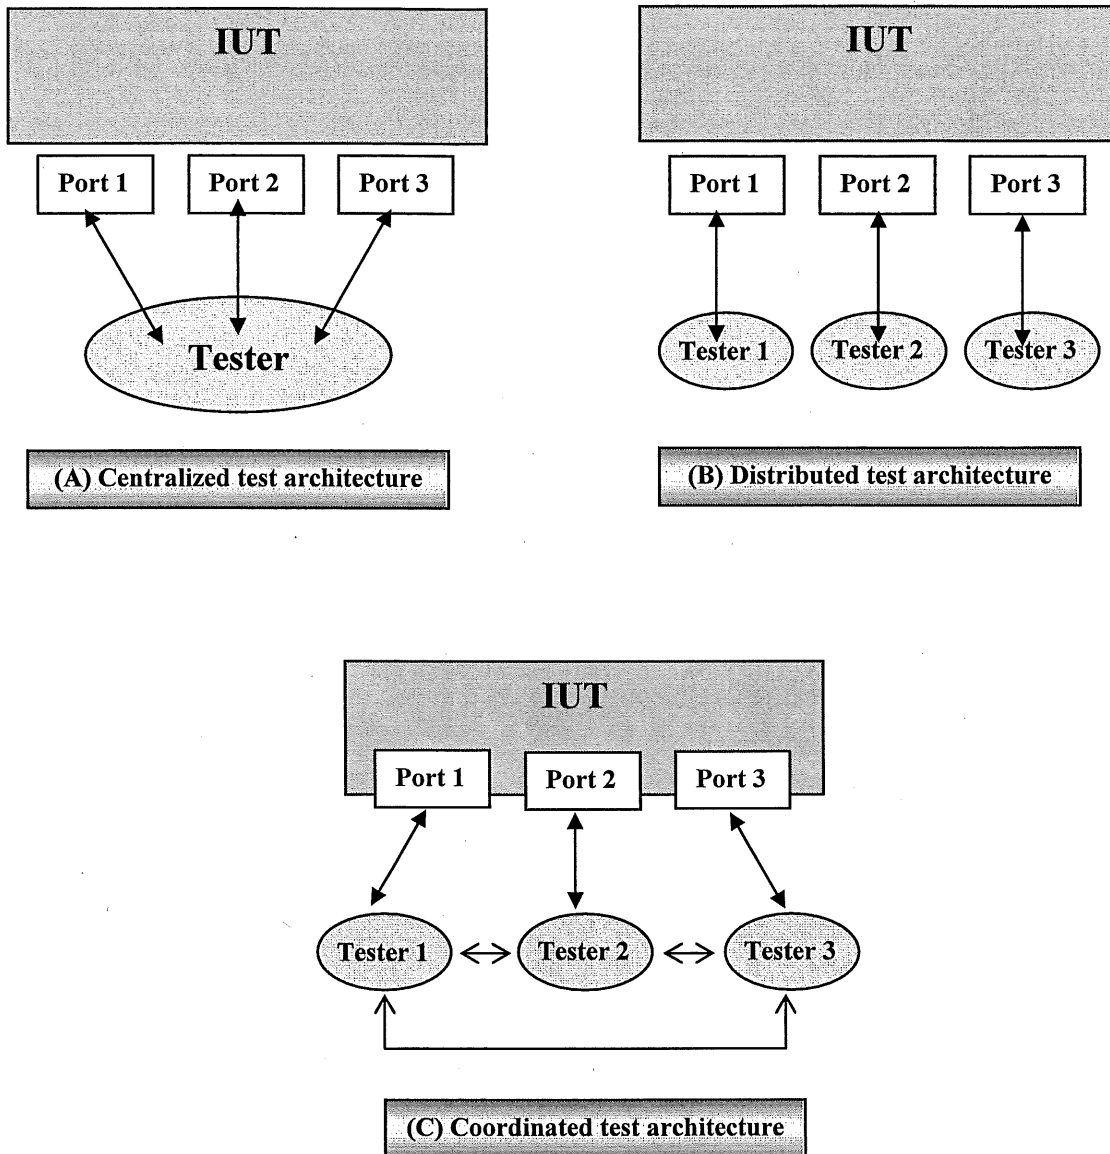 IUT
Port 1 Port 2 Port 3
Tester
(A) Centralized test architecture
IUT
Port 1 Port 2 Port 3
Tester 1 Tester 2 Tester 3
(B) Distributed test architecture
IUT
Port 1 Port 2 Port 3
Tester 1 Tester 2 Tester 3
(C) Coordinated test architecture